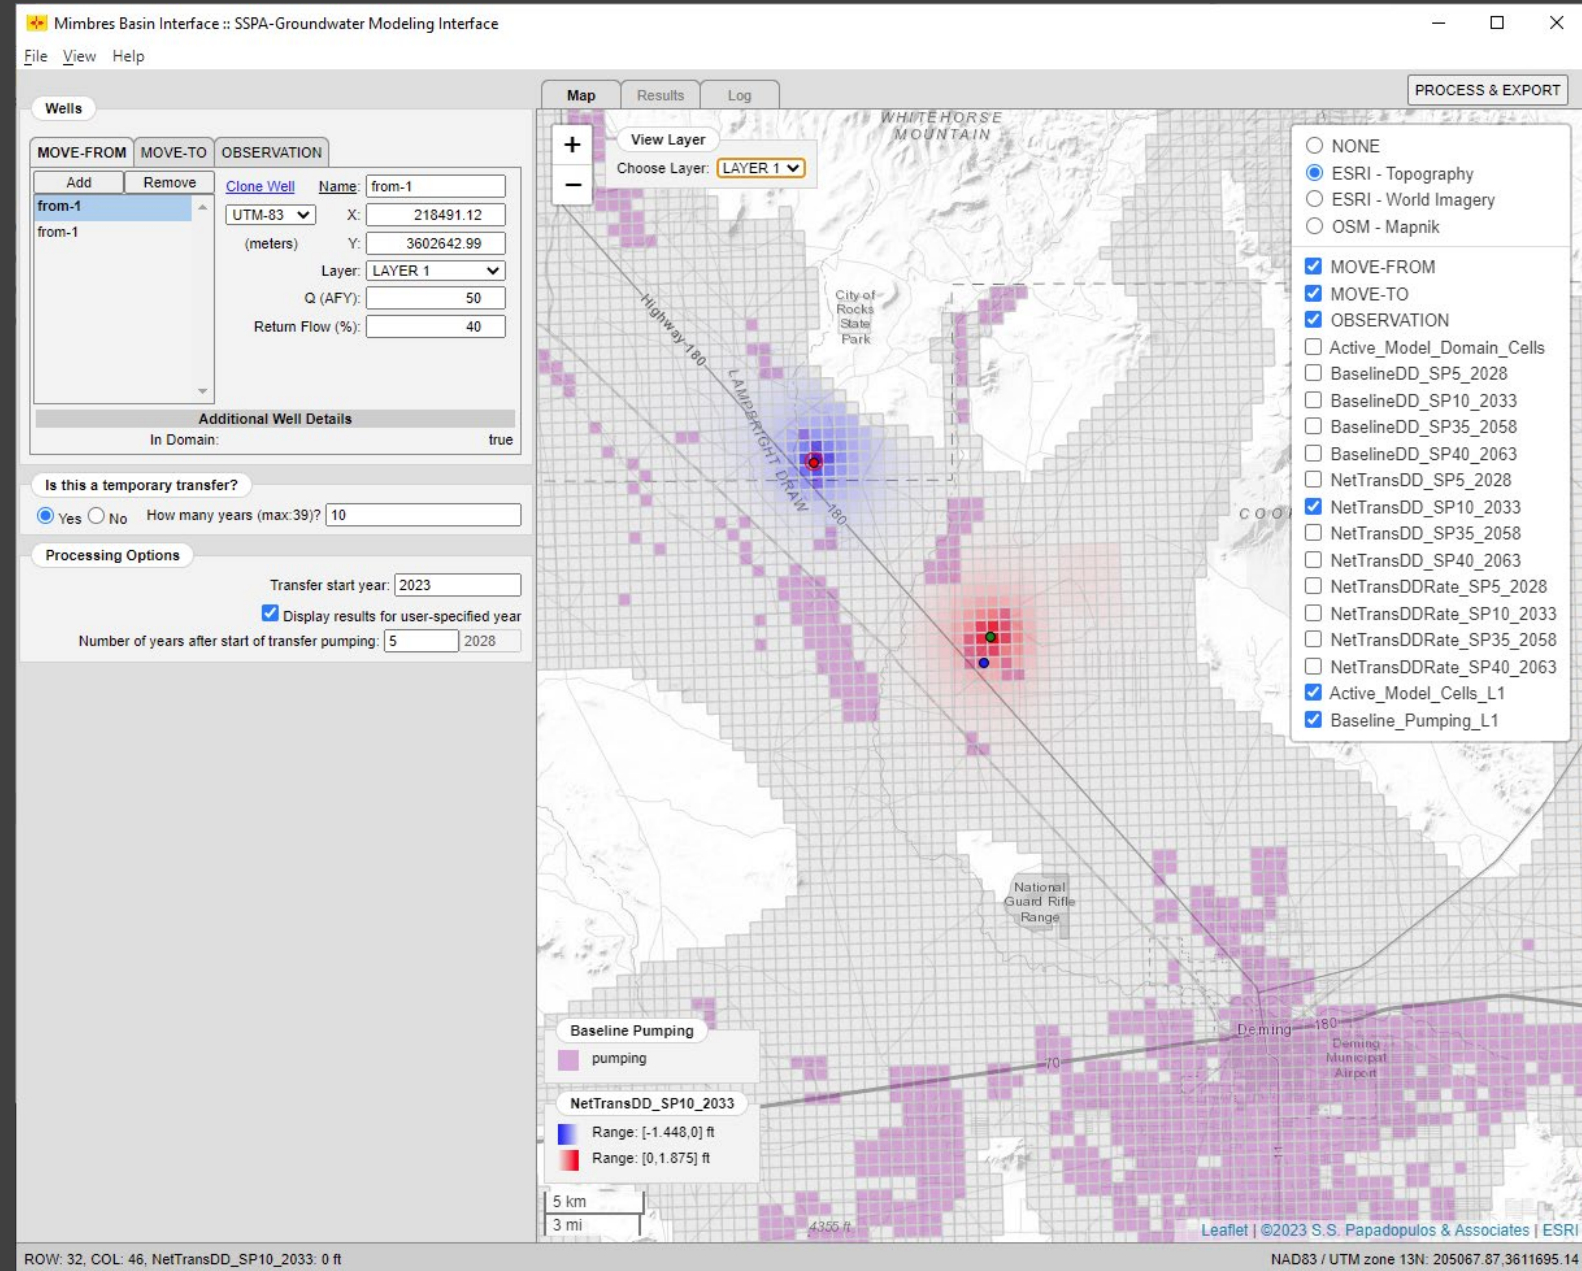 Mimbres Basin Interface :: SSPA-Groundwater Modeling Interface
File View Help
Wells
MOVE-FROM MOVE-TO OBSERVATION
Add Remove
from-1
from-1
Clone Well Name: from-1
UTM-83 X: 218491.12
(meters) Y: 3602642.99
Layer: LAYER 1
Q (AFY): 50
Return Flow (%): 40
Additional Well Details
In Domain: true
Is this a temporary transfer?
Yes No How many years (max:39)? 10
Processing Options
Transfer start year: 2023
Display results for user-specified year
Number of years after start of transfer pumping: 5 2028
Map Results Log
PROCESS & EXPORT
+
−
View Layer
Choose Layer: LAYER 1
WHITEHORSE
MOUNTAIN
City of
Rocks
State
Park
Highway 180
LAMPBRIGHT DRAW
180
COO
National
Guard Rifle
Range
Deming
180
Deming
Municipal
Airport
70
11
4355 ft
NONE
ESRI - Topography
ESRI - World Imagery
OSM - Mapnik
MOVE-FROM
MOVE-TO
OBSERVATION
Active_Model_Domain_Cells
BaselineDD_SP5_2028
BaselineDD_SP10_2033
BaselineDD_SP35_2058
BaselineDD_SP40_2063
NetTransDD_SP5_2028
NetTransDD_SP10_2033
NetTransDD_SP35_2058
NetTransDD_SP40_2063
NetTransDDRate_SP5_2028
NetTransDDRate_SP10_2033
NetTransDDRate_SP35_2058
NetTransDDRate_SP40_2063
Active_Model_Cells_L1
Baseline_Pumping_L1
Baseline Pumping
pumping
NetTransDD_SP10_2033
Range: [-1.448,0] ft
Range: [0,1.875] ft
5 km
3 mi
Leaflet | ©2023 S.S. Papadopulos & Associates | ESRI
ROW: 32, COL: 46, NetTransDD_SP10_2033: 0 ft
NAD83 / UTM zone 13N: 205067.87,3611695.14